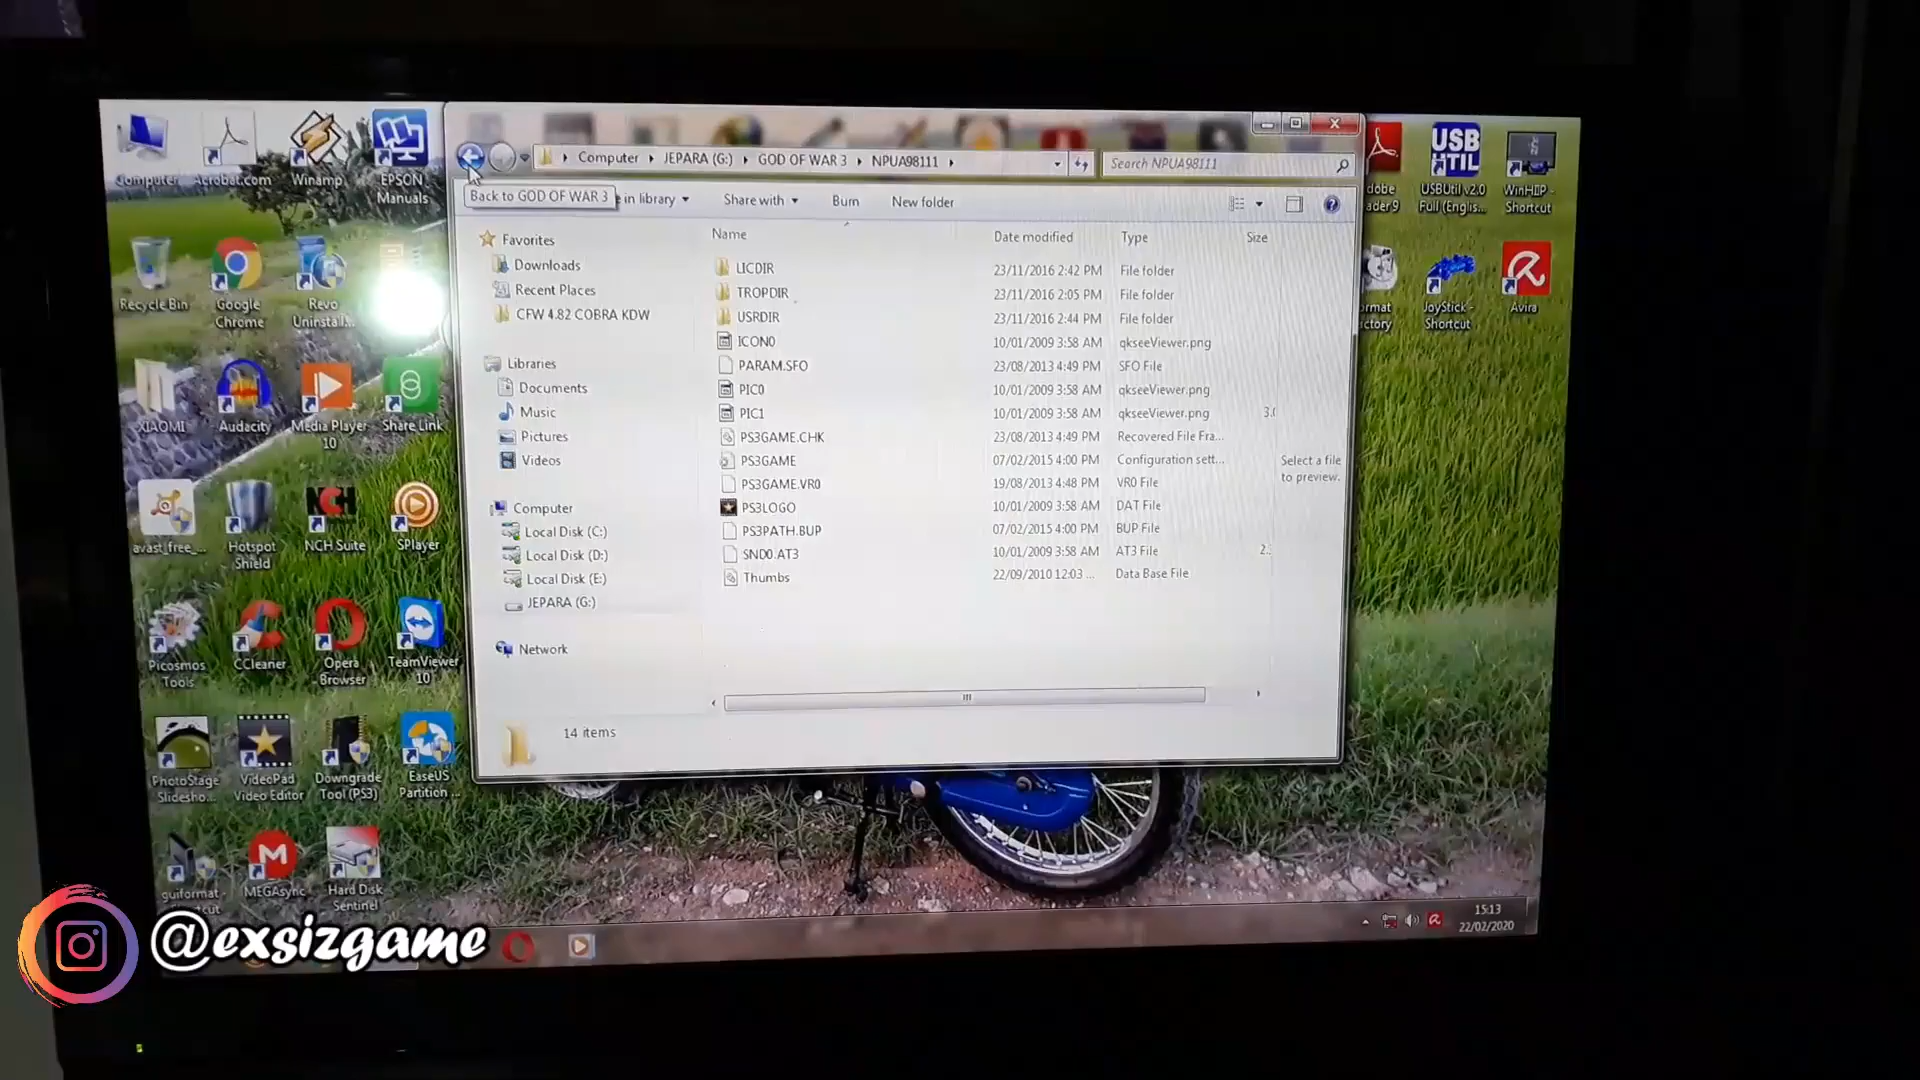 Computer
Acrobat.com
Winamp
EPSON
Manuals
Recycle Bin
Google
Chrome
Revo
Uninstall...
XIAOMI
Audacity
Media Player
10
Share Link
avast_free_...
Hotspot
Shield
NCH
NCH Suite
SPlayer
Picosmos
Tools
CCleaner
Opera
Browser
TeamViewer
10
PhotoStage
Slidesho...
VideoPad
Video Editor
Downgrade
Tool (PS3)
EaseUS
Partition ...
guiformat -
MEGAsync
Hard Disk
Sentinel
Computer
JEPARA (G:)
GOD OF WAR 3
NPUA98111
Search NPUA98111
Back to GOD OF WAR 3
e in library
Share with
Burn
New folder
Favorites
Downloads
Recent Places
CFW 4.82 COBRA KDW
Libraries
Documents
Music
Pictures
Videos
Computer
Local Disk (C:)
Local Disk (D:)
Local Disk (E:)
JEPARA (G:)
Network
Name Date modified Type Size
LICDIR 23/11/2016 2:42 PM File folder
TROPDIR 23/11/2016 2:05 PM File folder
USRDIR 23/11/2016 2:44 PM File folder
ICON0 10/01/2009 3:58 AM qkseeViewer.png
PARAM.SFO 23/08/2013 4:49 PM SFO File
PIC0 10/01/2009 3:58 AM qkseeViewer.png
PIC1 10/01/2009 3:58 AM qkseeViewer.png
PS3GAME.CHK 23/08/2013 4:49 PM Recovered File Fra...
PS3GAME 07/02/2015 4:00 PM Configuration sett...
PS3GAME.VR0 19/08/2013 4:48 PM VR0 File
PS3LOGO 10/01/2009 3:58 AM DAT File
PS3PATH.BUP 07/02/2015 4:00 PM BUP File
SND0.AT3 10/01/2009 3:58 AM AT3 File
Thumbs 22/09/2010 12:03 ... Data Base File
Select a file
to preview.
14 items
USB
UTIL
USBUtil v2.0
Full (Englis...
WinHIIP -
Shortcut
JoyStick -
Shortcut
Avira
15:13
22/02/2020
@exsizgame